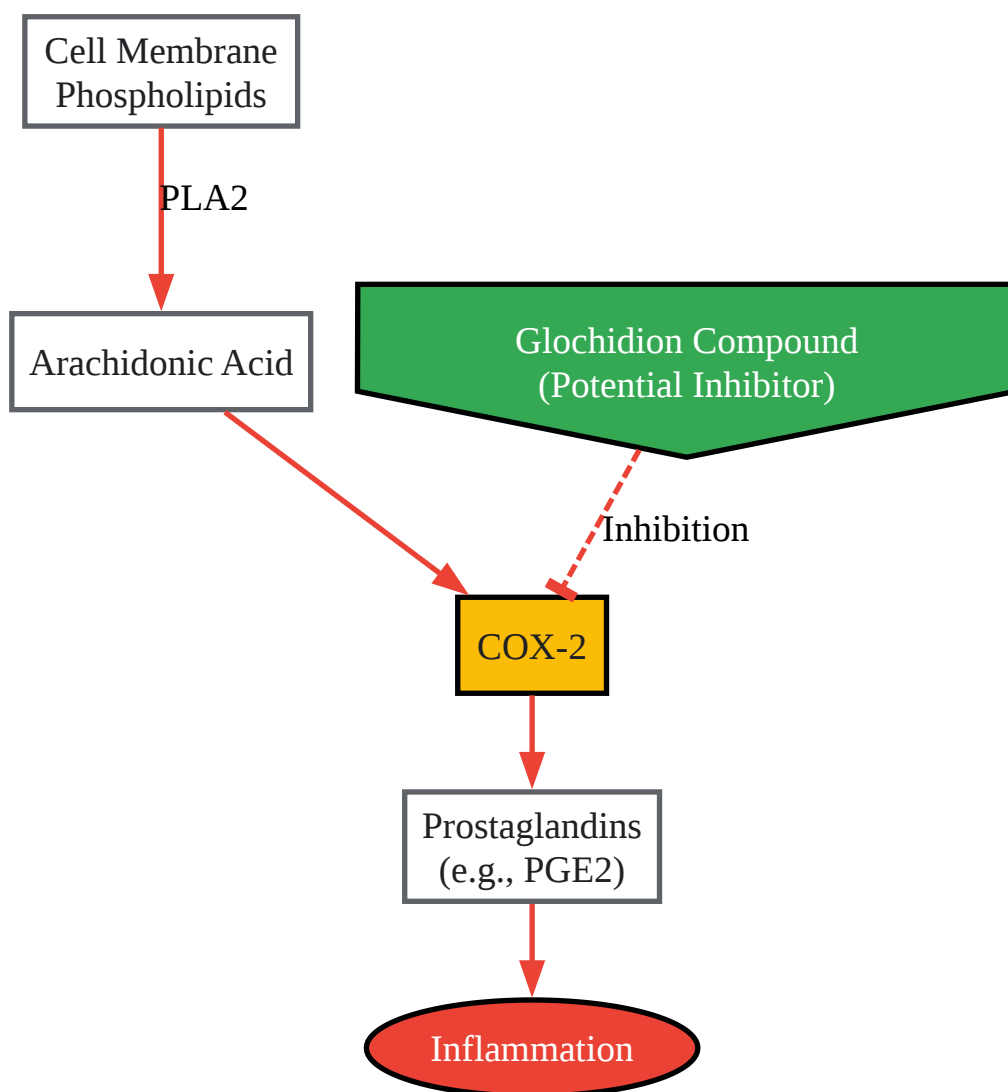 Cell Membrane
Phospholipids
PLA2
Arachidonic Acid
Glochidion Compound
(Potential Inhibitor)
Inhibition
COX-2
Prostaglandins
(e.g., PGE2)
Inflammation